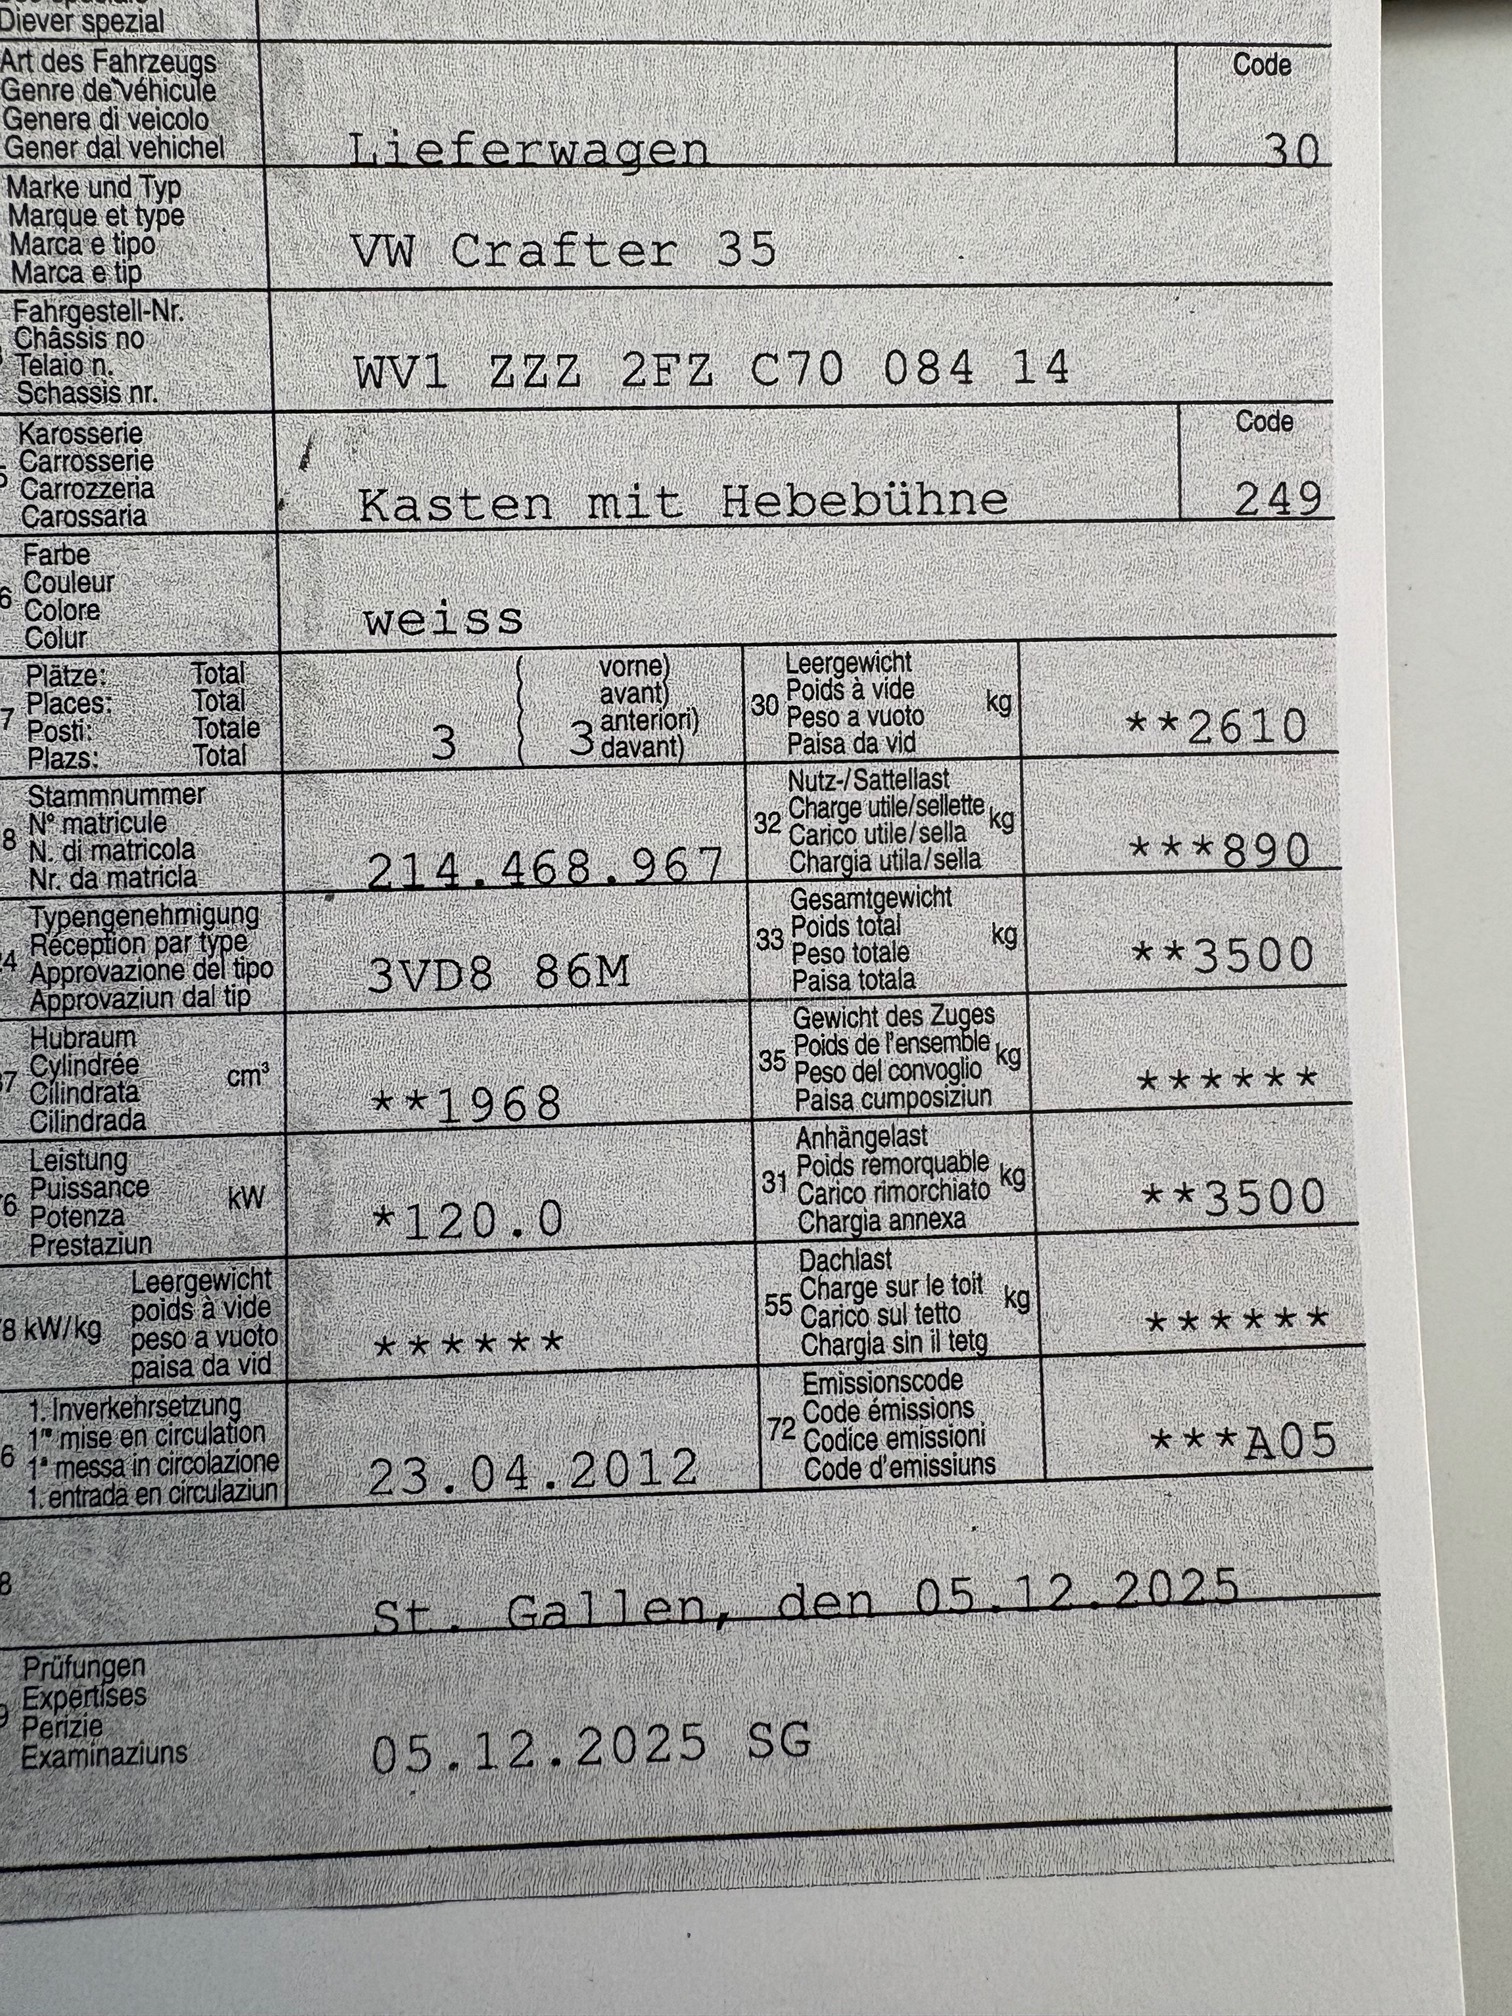 Diever spezial
Art des Fahrzeugs
Genre de véhicule
Genere di veicolo
Gener dal vehichel
Lieferwagen
Code
30
Marke und Typ
Marque et type
Marca e tipo
Marca e tip
VW Crafter 35
Fahrgestell-Nr.
Châssis no
Telaio n.
Schassis nr.
WV1 ZZZ 2FZ C70 084 14
Karosserie
Carrosserie
Carrozzeria
Carossaria
Kasten mit Hebebühne
Code
249
6
Farbe
Couleur
Colore
Colur
weiss
7
Plätze: Total
Places: Total
Posti: Totale
Plazs: Total
3
3
vorne)
avant)
anteriori)
davant)
30
Leergewicht
Poids à vide
Peso a vuoto
Paisa da vid
kg
**2610
8
Stammnummer
N° matricule
N. di matricola
Nr. da matricla
214.468.967
32
Nutz-/Sattellast
Charge utile/sellette
Carico utile/sella
Chargia utila/sella
kg
***890
4
Typengenehmigung
Réception par type
Approvazione del tipo
Approvaziun dal tip
3VD8 86M
33
Gesamtgewicht
Poids total
Peso totale
Paisa totala
kg
**3500
7
Hubraum
Cylindrée
Cilindrata
Cilindrada
cm³
**1968
35
Gewicht des Zuges
Poids de l'ensemble
Peso del convoglio
Paisa cumposiziun
kg
******
6
Leistung
Puissance
Potenza
Prestaziun
kW
*120.0
31
Anhängelast
Poids remorquable
Carico rimorchiato
Chargia annexa
kg
**3500
8 kW/kg
Leergewicht
poids à vide
peso a vuoto
paisa da vid
******
55
Dachlast
Charge sur le toit
Carico sul tetto
Chargia sin il tetg
kg
******
6
1. Inverkehrsetzung
1re mise en circulation
1a messa in circolazione
1. entrada en circulaziun
23.04.2012
72
Emissionscode
Code émissions
Codice emissioni
Code d'emissiuns
***A05
8
St. Gallen, den 05.12.2025
9
Prüfungen
Expertises
Perizie
Examinaziuns
05.12.2025 SG